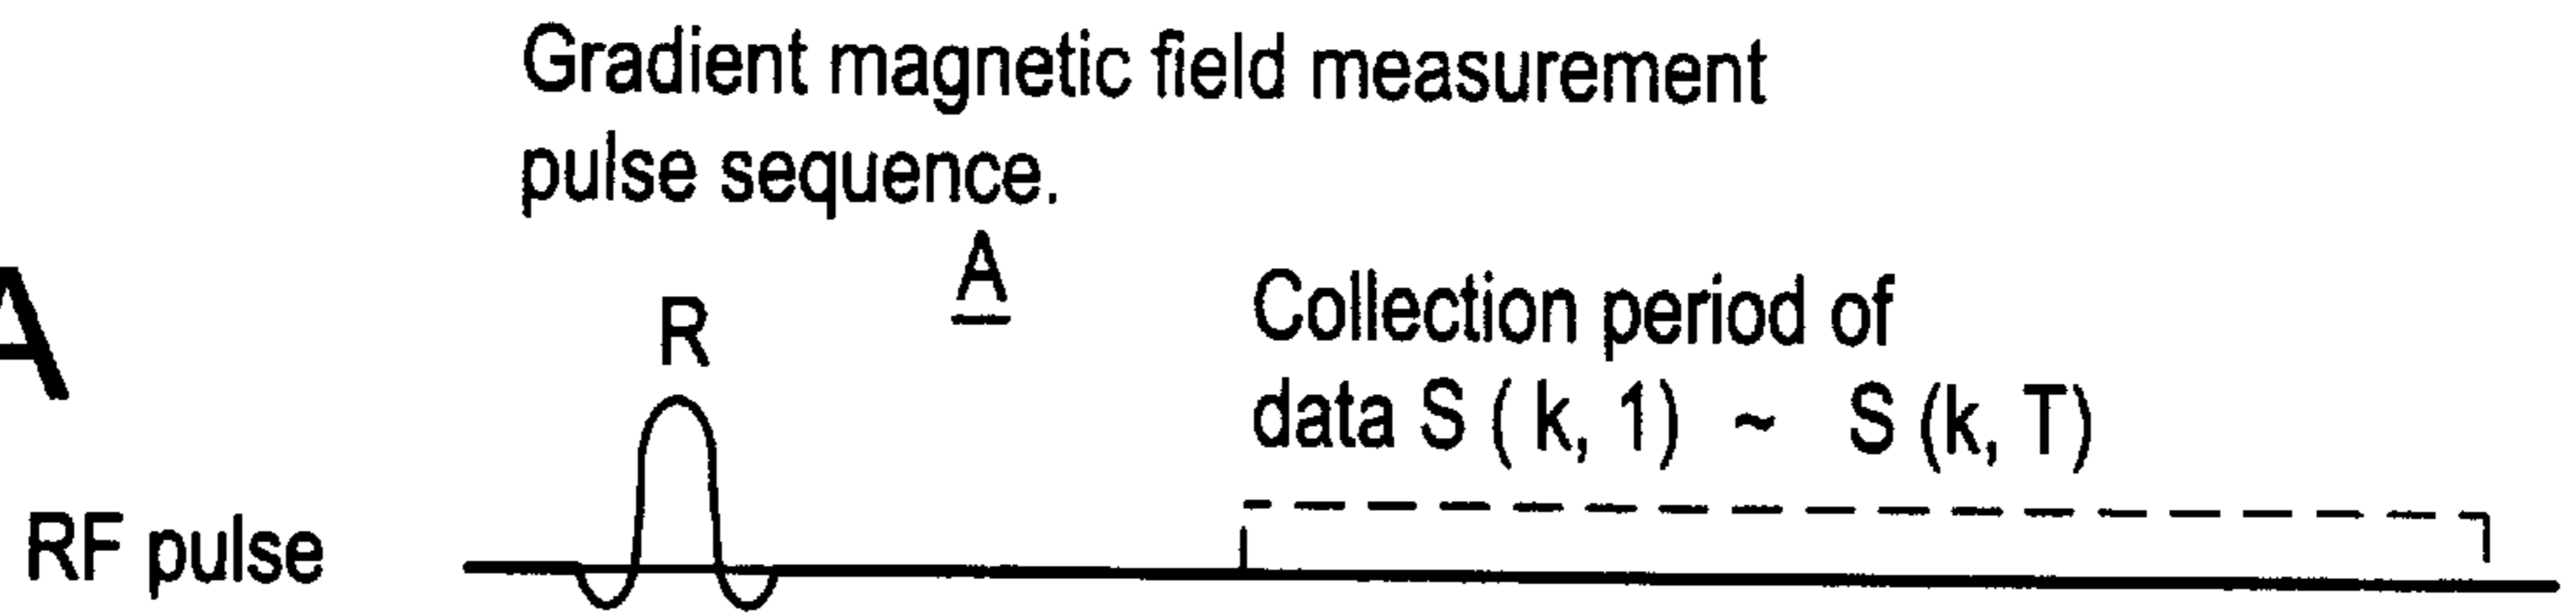 Gradient magnetic field measurement
pulse sequence.
A
A
R
Collection period of
data S ( k, 1) ~ S (k, T)
RF pulse